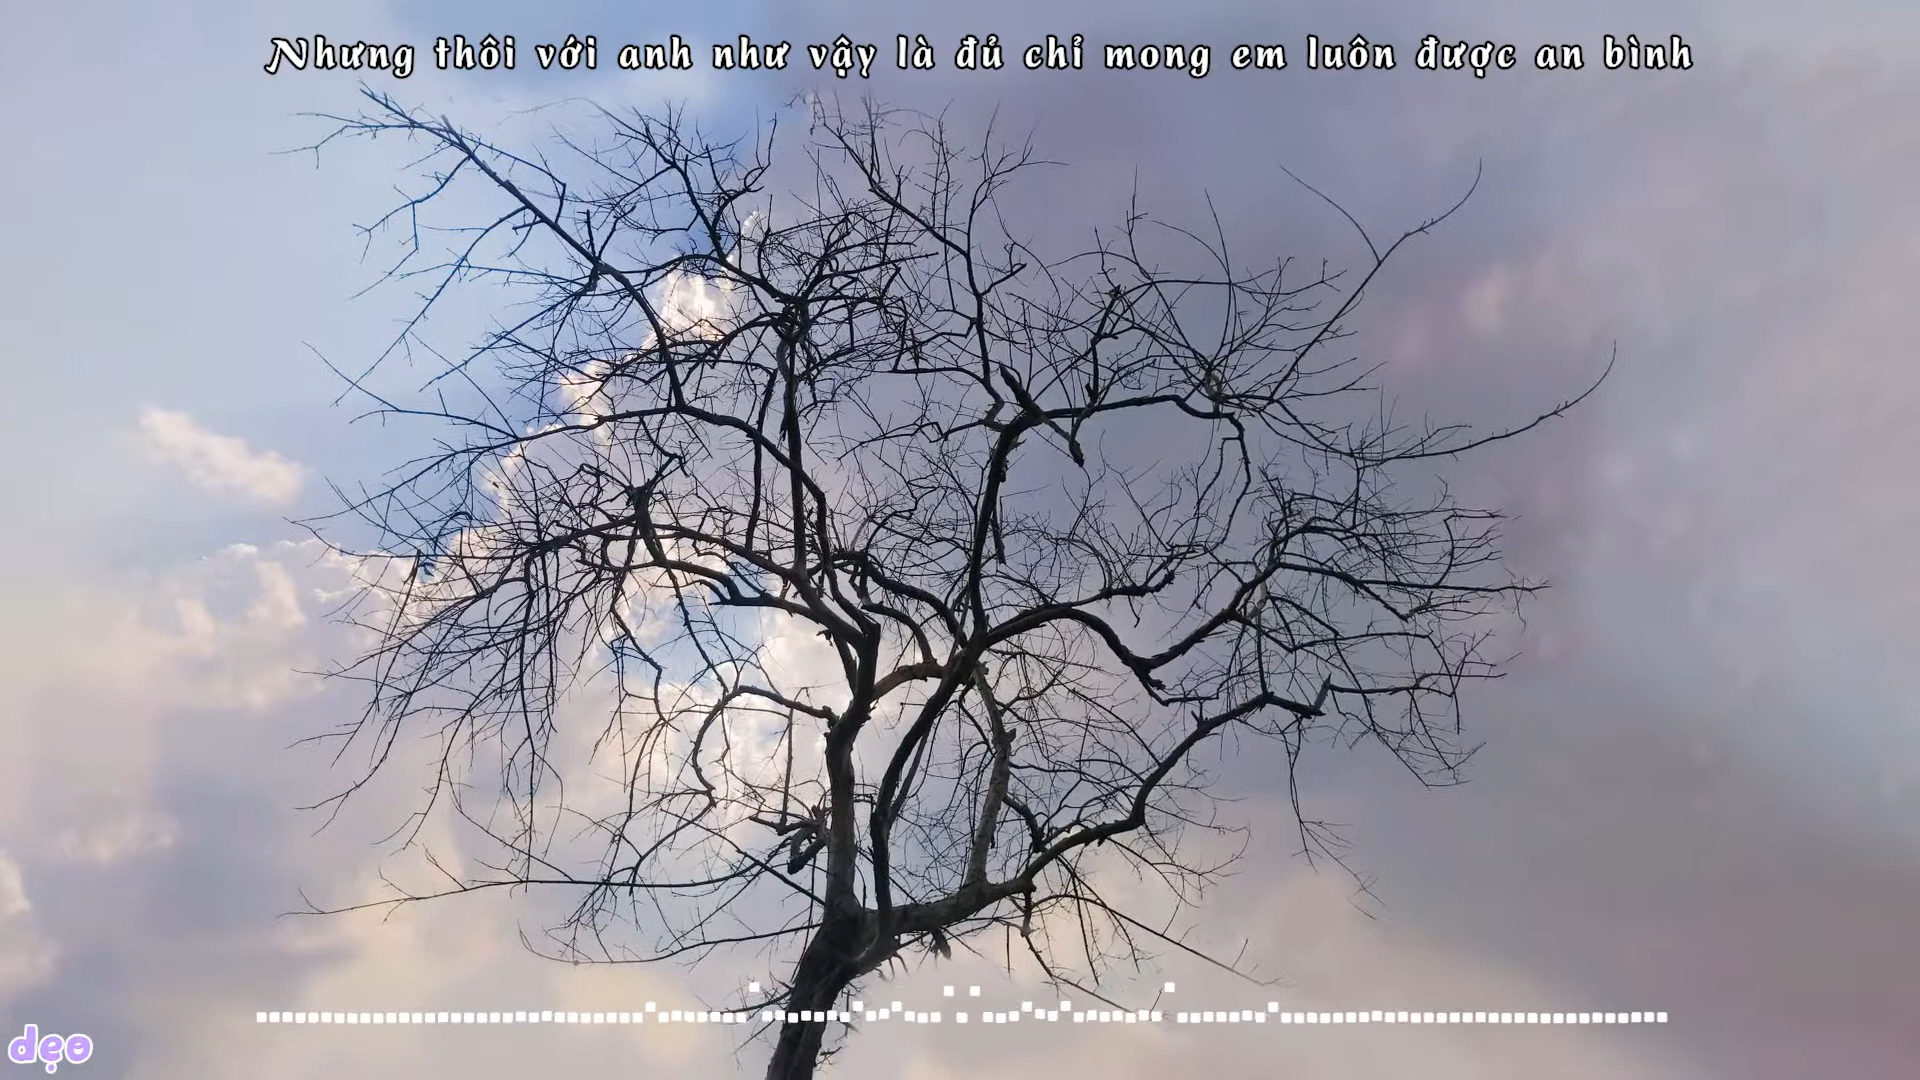 Nhưng thôi với anh như vậy là đủ chỉ mong em luôn được an bình
dẹo